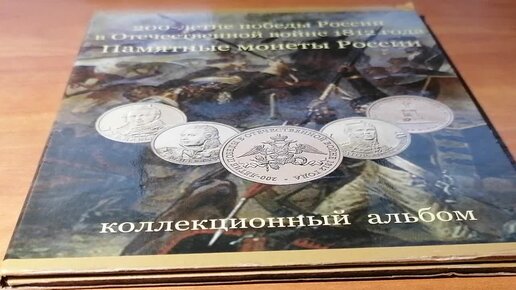 200-летие победы России
в Отечественной войне 1812 года
Памятные монеты России
коллекционный альбом